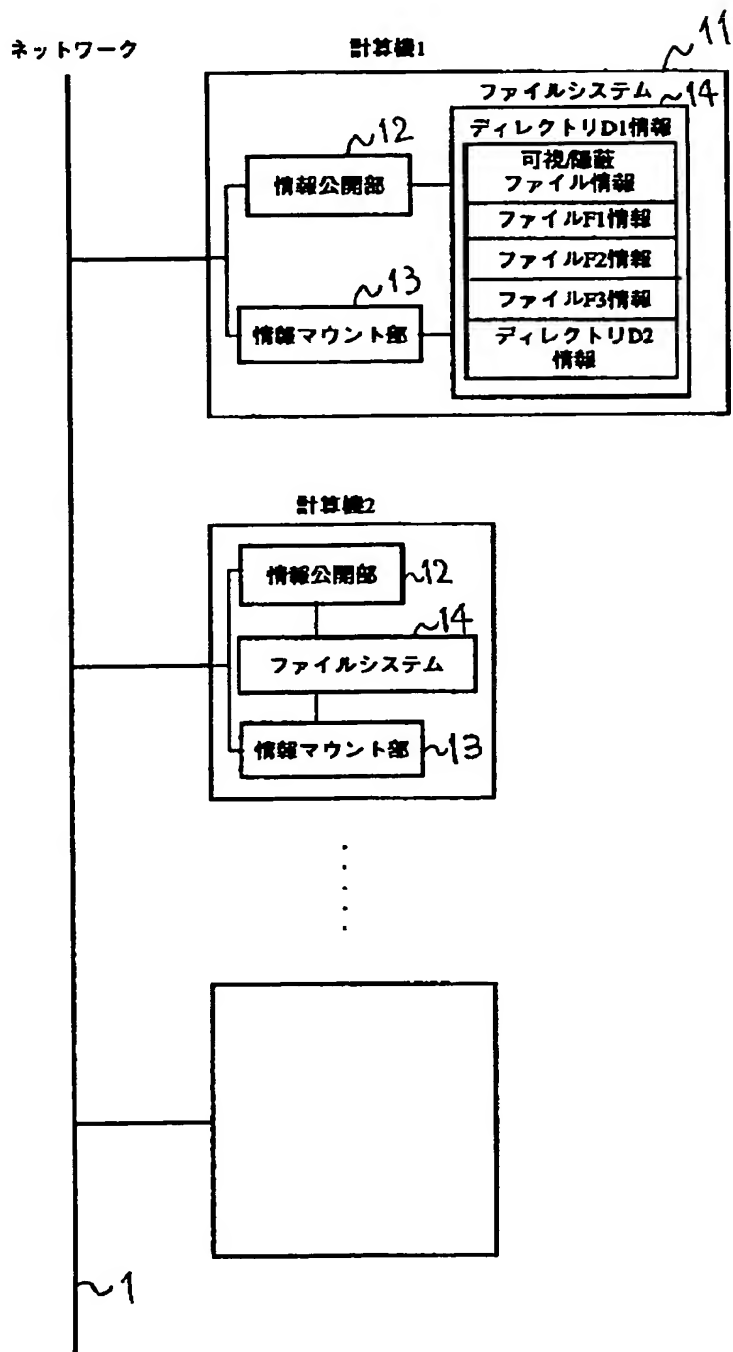 ネットワーク
計算機1
11
ファイルシステム
14
ディレクトリD1情報
12
可視/隠蔽
ファイル情報
情報公開部
ファイルF1情報
ファイルF2情報
13
ファイルF3情報
情報マウント部
ディレクトリD2
情報
計算機2
情報公開部
12
14
ファイルシステム
情報マウント部
13
1